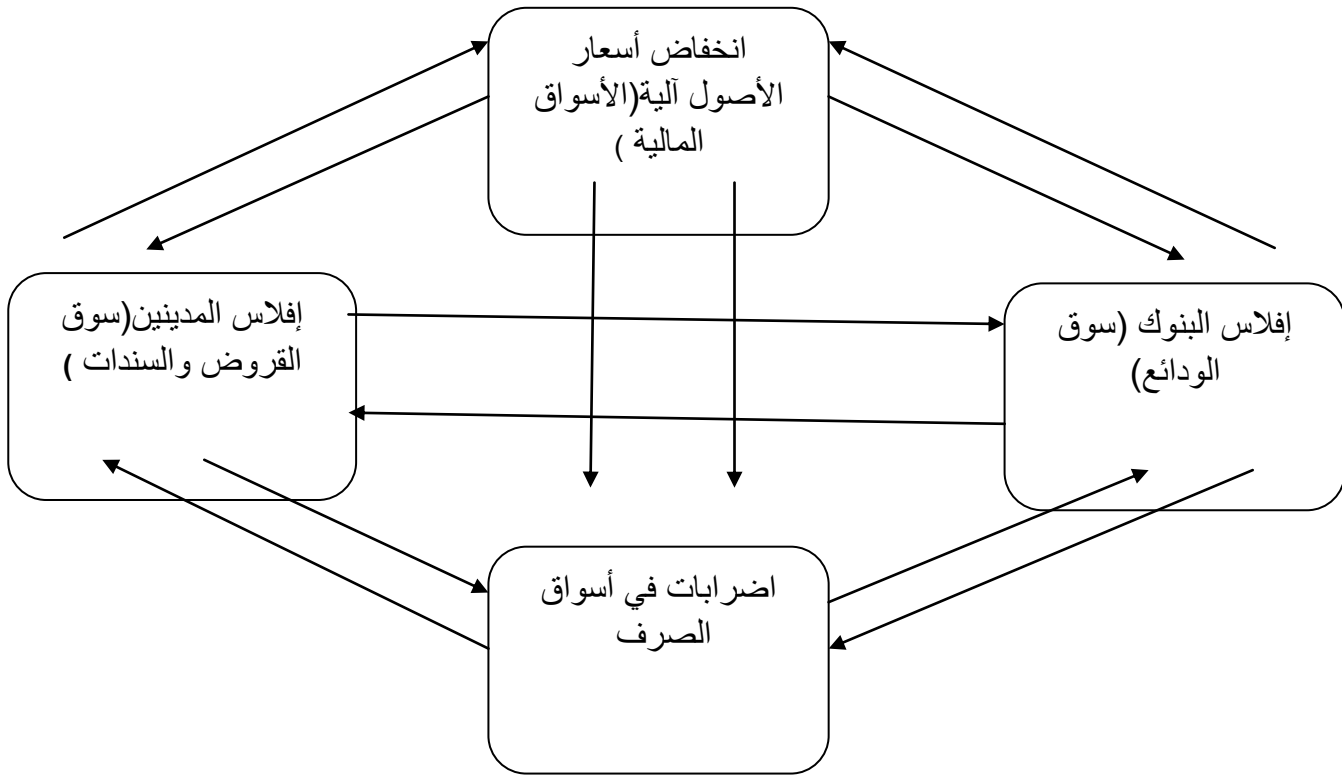 انخفاض أسعار
الأصول آلية(الأسواق
المالية )
إفلاس المدينين(سوق
القروض والسندات )
إفلاس البنوك (سوق
الودائع)
اضرابات في أسواق
الصرف